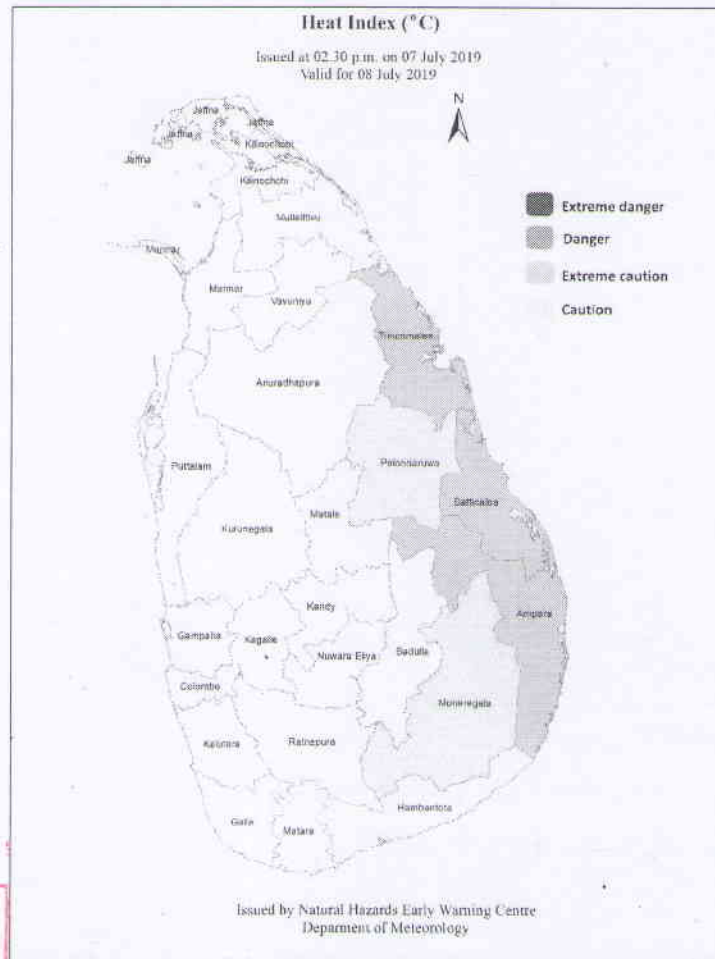 Heat Index (°C)
Issued at 02.30 p.m. on 07 July 2019
Valid for 08 July 2019
N
Jaffna
Jaffna
Jaffna
Kilinochchi
Jaffna
Kilinochchi
Mullaithivu
Extreme danger
Danger
Mannar
Extreme caution
Mannar
Vavuniya
Caution
Trincomalee
Anuradhapura
Puttalam
Polonnaruwa
Batticaloa
Matale
Kurunegala
Kandy
Ampara
Gampaha
Kegalle
Nuwara Eliya
Badulla
Colombo
Moneregala
Kalutara
Ratnapura
Hambantota
Galle
Matara
Issued by Natural Hazards Early Warning Centre
Deparment of Meteorology